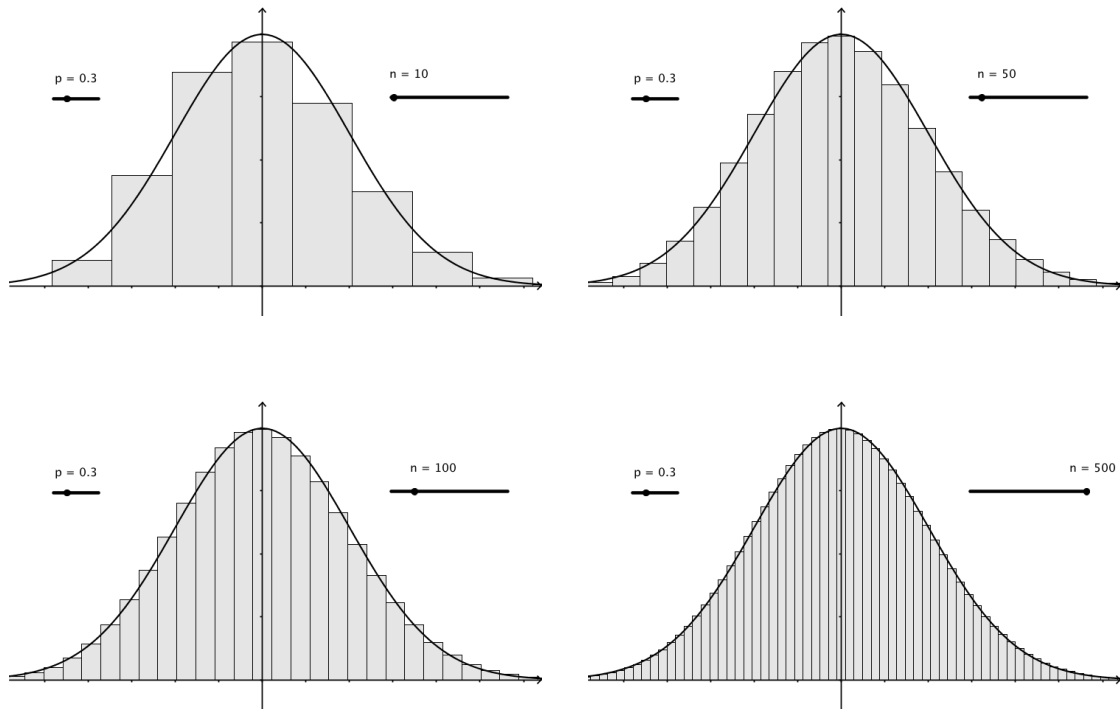 p = 0.3
n = 10
p = 0.3
n = 50
p = 0.3
n = 100
p = 0.3
n = 500